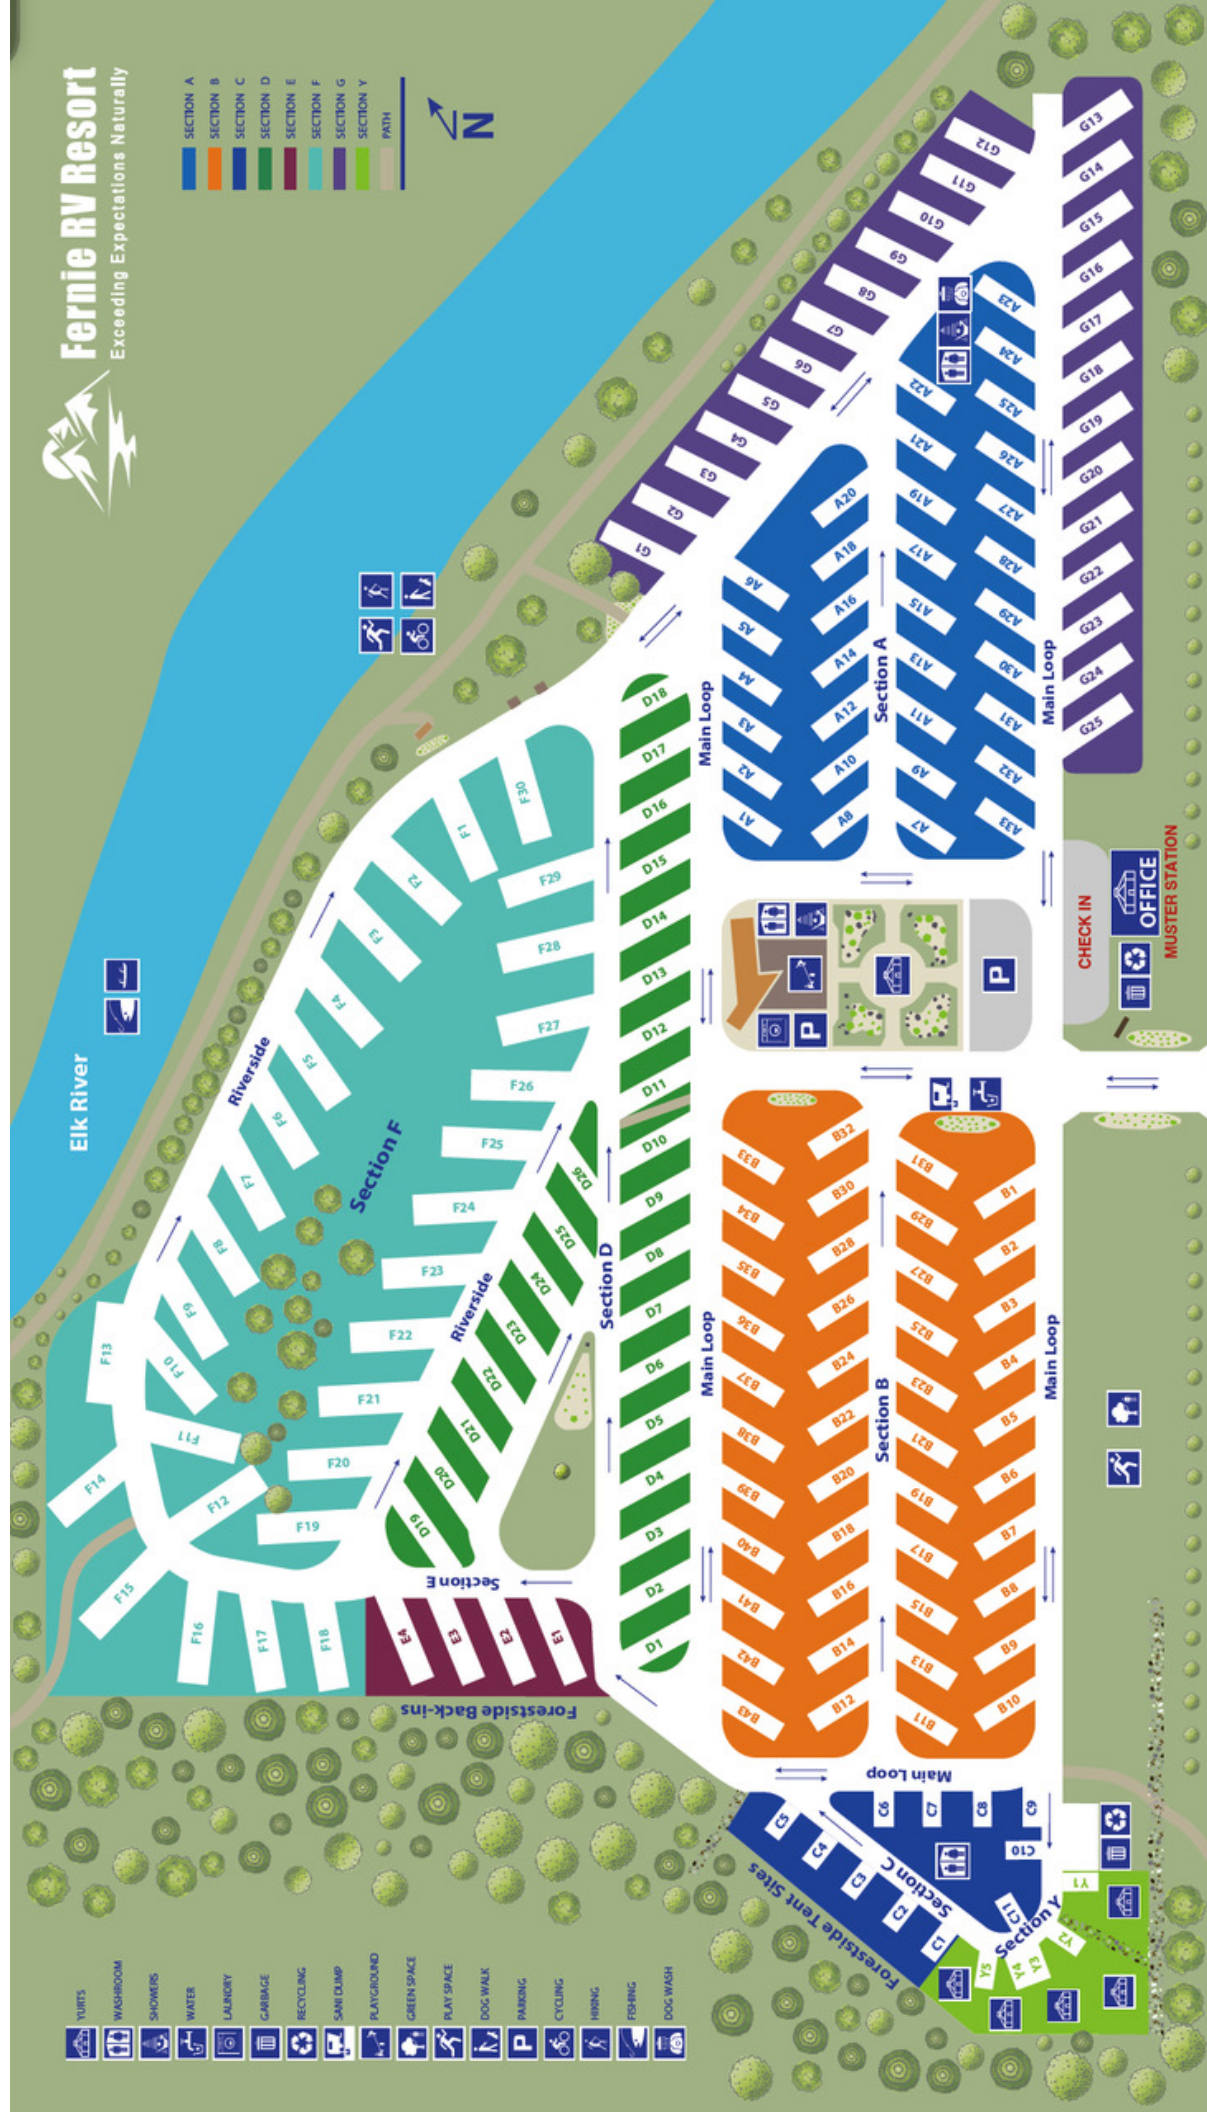 Fernie RV Resort
Exceeding Expectations Naturally
SECTION A
SECTION B
SECTION C
SECTION D
SECTION E
SECTION F
SECTION G
SECTION Y
PATH
N
Elk River
Riverside
Section F
F1
F2
F3
F4
F5
F6
F7
F8
F9
F10
F11
F12
F13
F14
F15
F16
F17
F18
F19
F20
F21
F22
F23
F24
F25
F26
F27
F28
F29
F30
Riverside
D19
D20
D21
D22
D23
D24
D25
D26
Section E
E4
E3
E2
E1
Forestside Back-ins
Section D
D1
D2
D3
D4
D5
D6
D7
D8
D9
D10
D11
D12
D13
D14
D15
D16
D17
D18
Main Loop
Main Loop
G1
G2
G3
G4
G5
G6
G7
G8
G9
G10
G11
G12
B43
B42
B41
B40
B39
B38
B37
B36
B35
B34
B33
B12
B14
B16
B18
B20
B22
B24
B26
B28
B30
B32
Section B
B11
B13
B15
B17
B19
B21
B23
B25
B27
B29
B31
B10
B9
B8
B7
B6
B5
B4
B3
B2
B1
Main Loop
P
P
A1
A2
A3
A4
A5
A6
A8
A10
A12
A14
A16
A18
A20
Section A
A7
A9
A11
A13
A15
A17
A19
A21
A22
A33
A32
A31
A30
A29
A28
A27
A26
A25
A24
A23
Main Loop
G25
G24
G23
G22
G21
G20
G19
G18
G17
G16
G15
G14
G13
CHECK IN
OFFICE
MUSTER STATION
Main Loop
C5
C4
C3
C2
C1
Section C
Forestside Tent Sites
C6
C7
C8
C9
C10
C11
Section Y
Y1
Y2
Y3
Y4
Y5
YURTS
WASHROOM
SHOWERS
WATER
LAUNDRY
GARBAGE
RECYCLING
SANI DUMP
PLAYGROUND
GREEN SPACE
PLAY SPACE
DOG WALK
P PARKING
CYCLING
HIKING
FISHING
DOG WASH